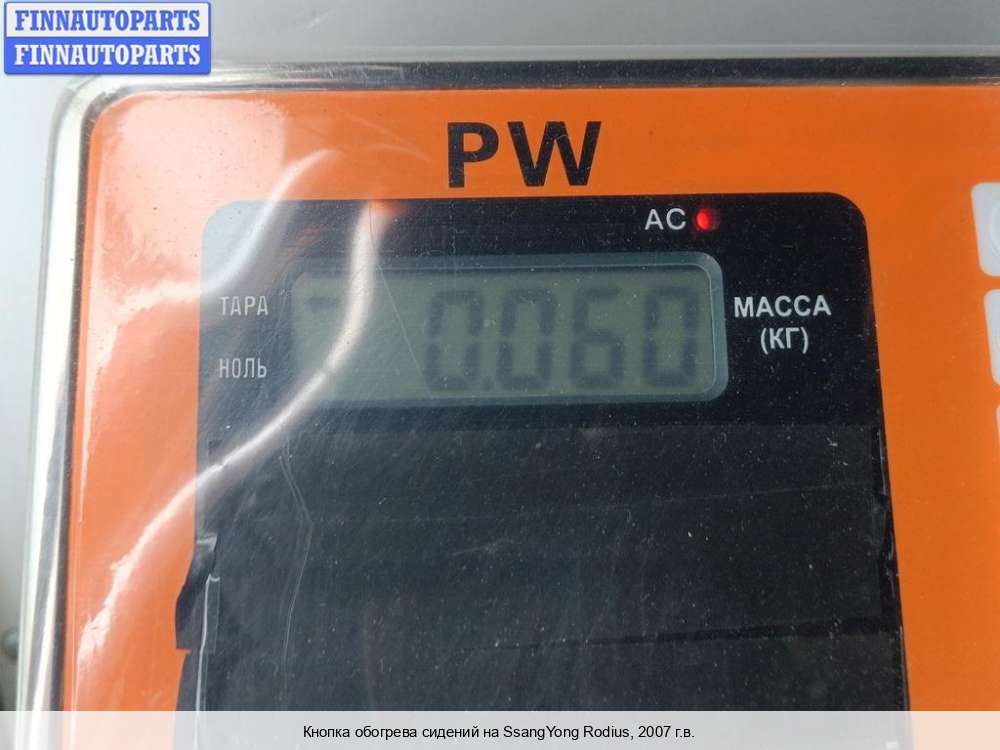 FINNAUTOPARTS
FINNAUTOPARTS
PW
AC
ТАРА
НОЛЬ
0.060
МАССА
(КГ)
Кнопка обогрева сидений на SsangYong Rodius, 2007 г.в.